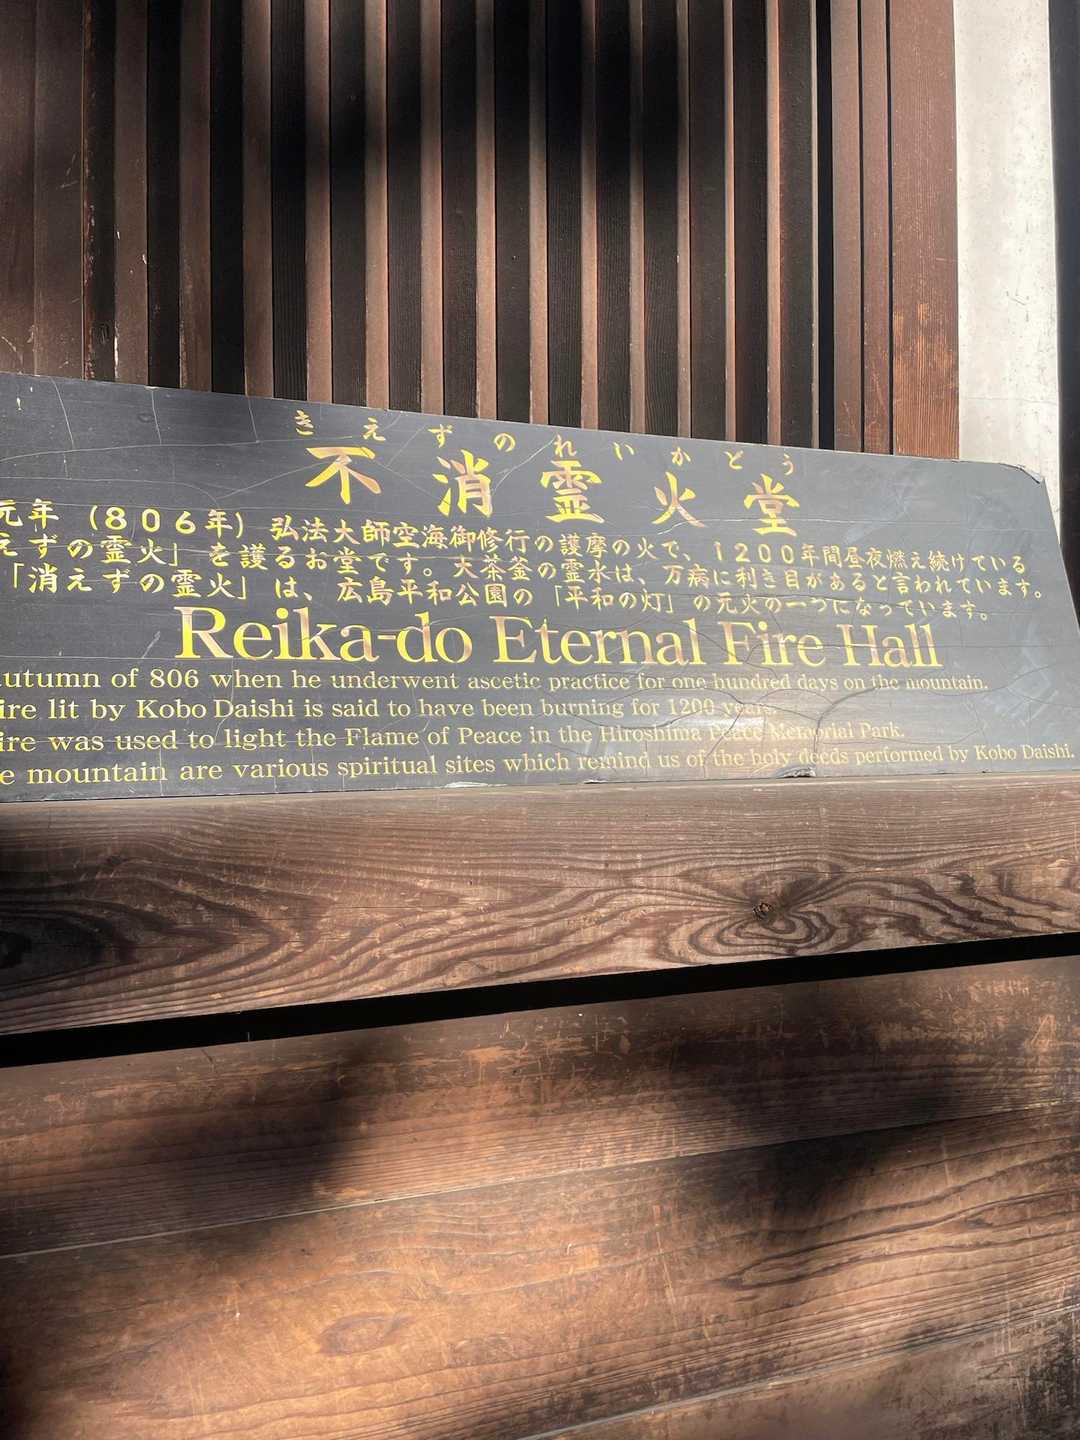 きえずのれいかどう
不消霊火堂
元年（８０６年）弘法大師空海御修行の護摩の火で、１２００年間昼夜燃え続けている
えずの霊火」を護るお堂です。大茶釜の霊水は、万病に利き目があると言われています。
「消えずの霊火」は、広島平和公園の「平和の灯」の元火の一つになっています。
Reika-do Eternal Fire Hall
autumn of 806 when he underwent ascetic practice for one hundred days on the mountain.
ire lit by Kobo Daishi is said to have been burning for 1200 years.
ire was used to light the Flame of Peace in the Hiroshima Peace Memorial Park.
e mountain are various spiritual sites which remind us of the holy deeds performed by Kobo Daishi.